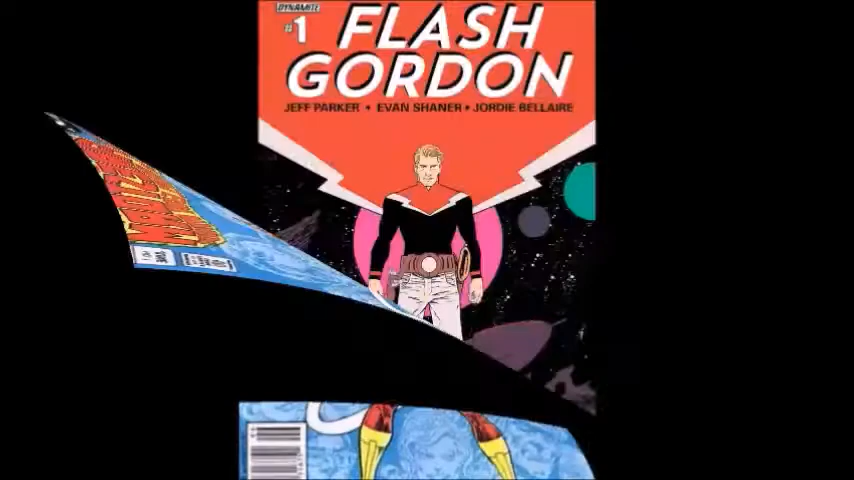 DYNAMITE
#1
FLASH
GORDON
JEFF PARKER • EVAN SHANER • JORDIE BELLAIRE